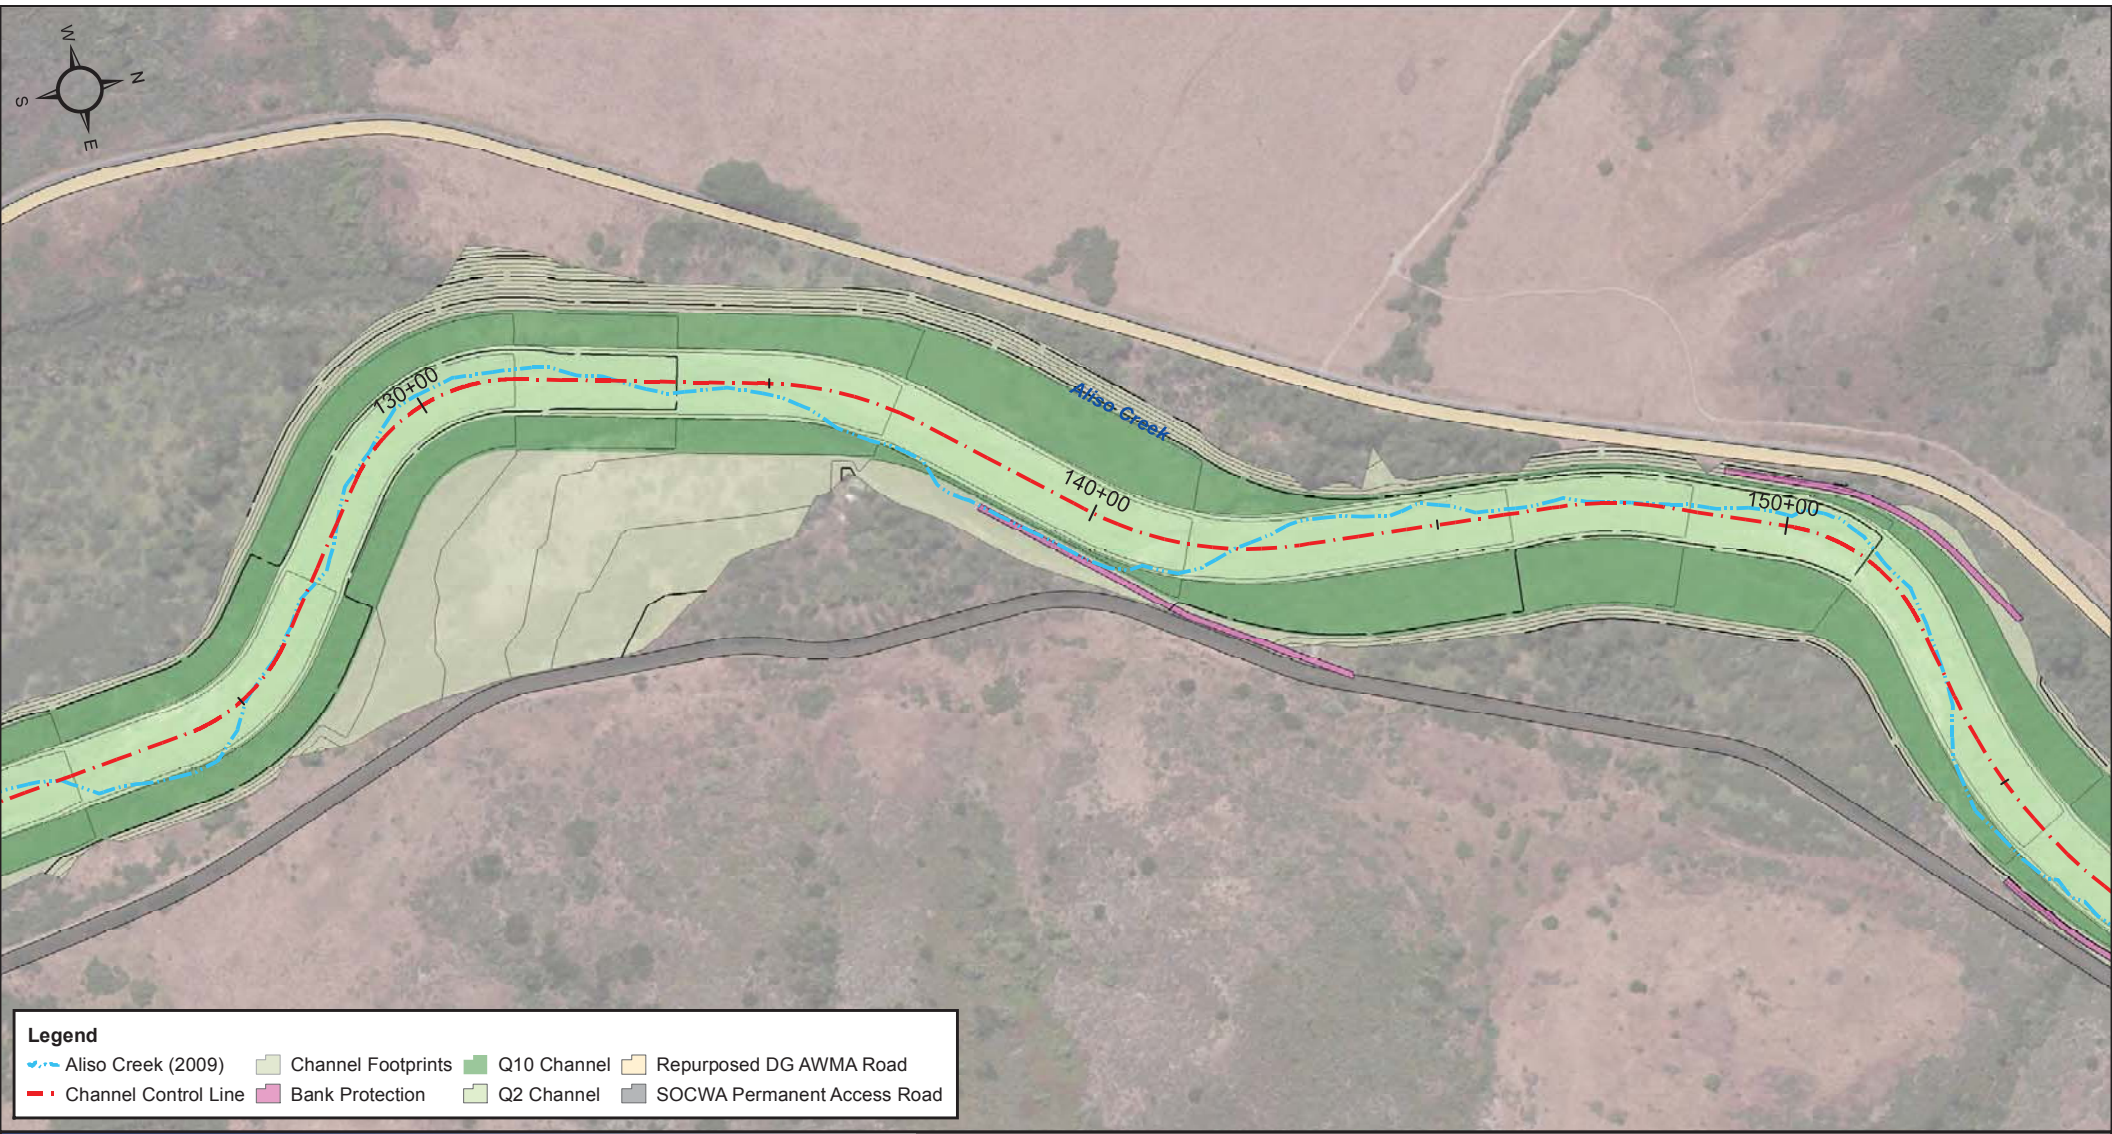 W
N
S
E
130+00
Aliso Creek
140+00
150+00
Legend
Aliso Creek (2009)
Channel Footprints
Q10 Channel
Repurposed DG AWMA Road
Channel Control Line
Bank Protection
Q2 Channel
SOCWA Permanent Access Road